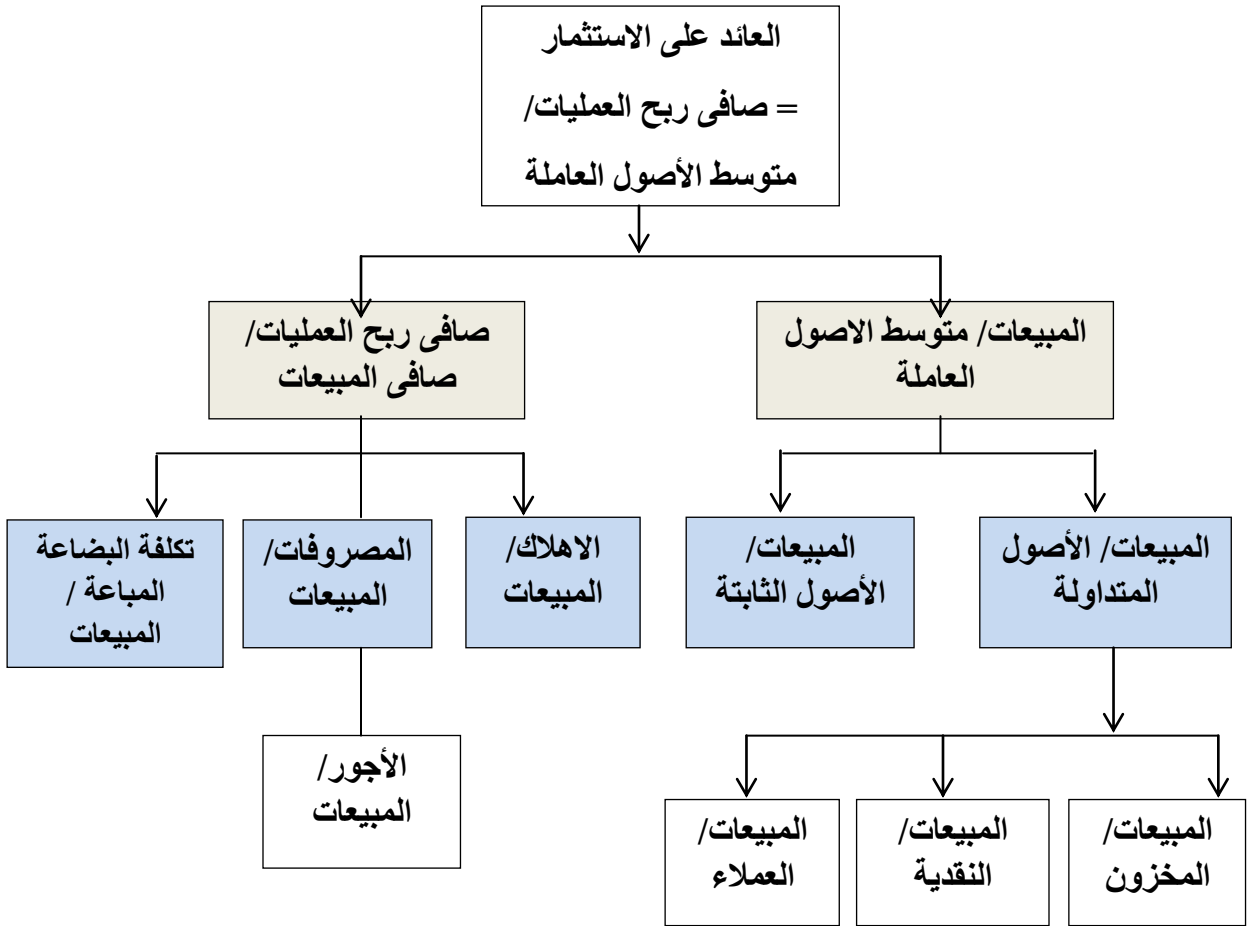 العائد على الاستثمار
= صافى ربح العمليات/
متوسط الأصول العاملة
المبيعات/ متوسط الاصول
العاملة
صافى ربح العمليات/
صافى المبيعات
المبيعات/ الأصول
المتداولة
المبيعات/
الأصول الثابتة
الاهلاك/
المبيعات
المصروفات/
المبيعات
تكلفة البضاعة
المباعة /
المبيعات
المبيعات/
المخزون
المبيعات/
النقدية
المبيعات/
العملاء
الأجور/
المبيعات